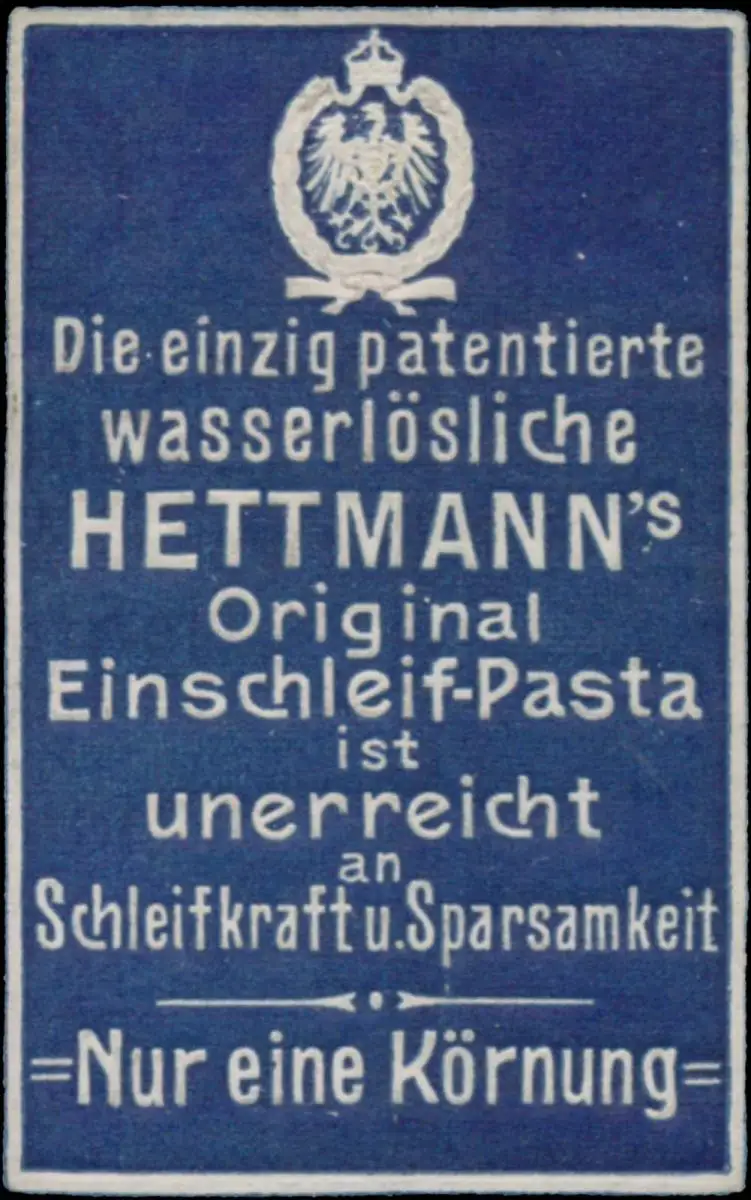 Die einzig patentierte
wasserlösliche
HETTMANN's
Original
Einschleif-Pasta
ist
unerreicht
an
Schleifkraft u. Sparsamkeit
=Nur eine Körnung=